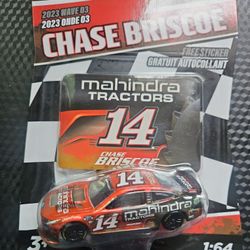 2023 WAVE 03
2023 ONDE 03
CHASE BRISCOE
FREE STICKER
GRATUIT AUTOCOLLANT
mahindra
TRACTORS
14
CHASE
BRISCOE
14
mahindra
14
3+
1:64